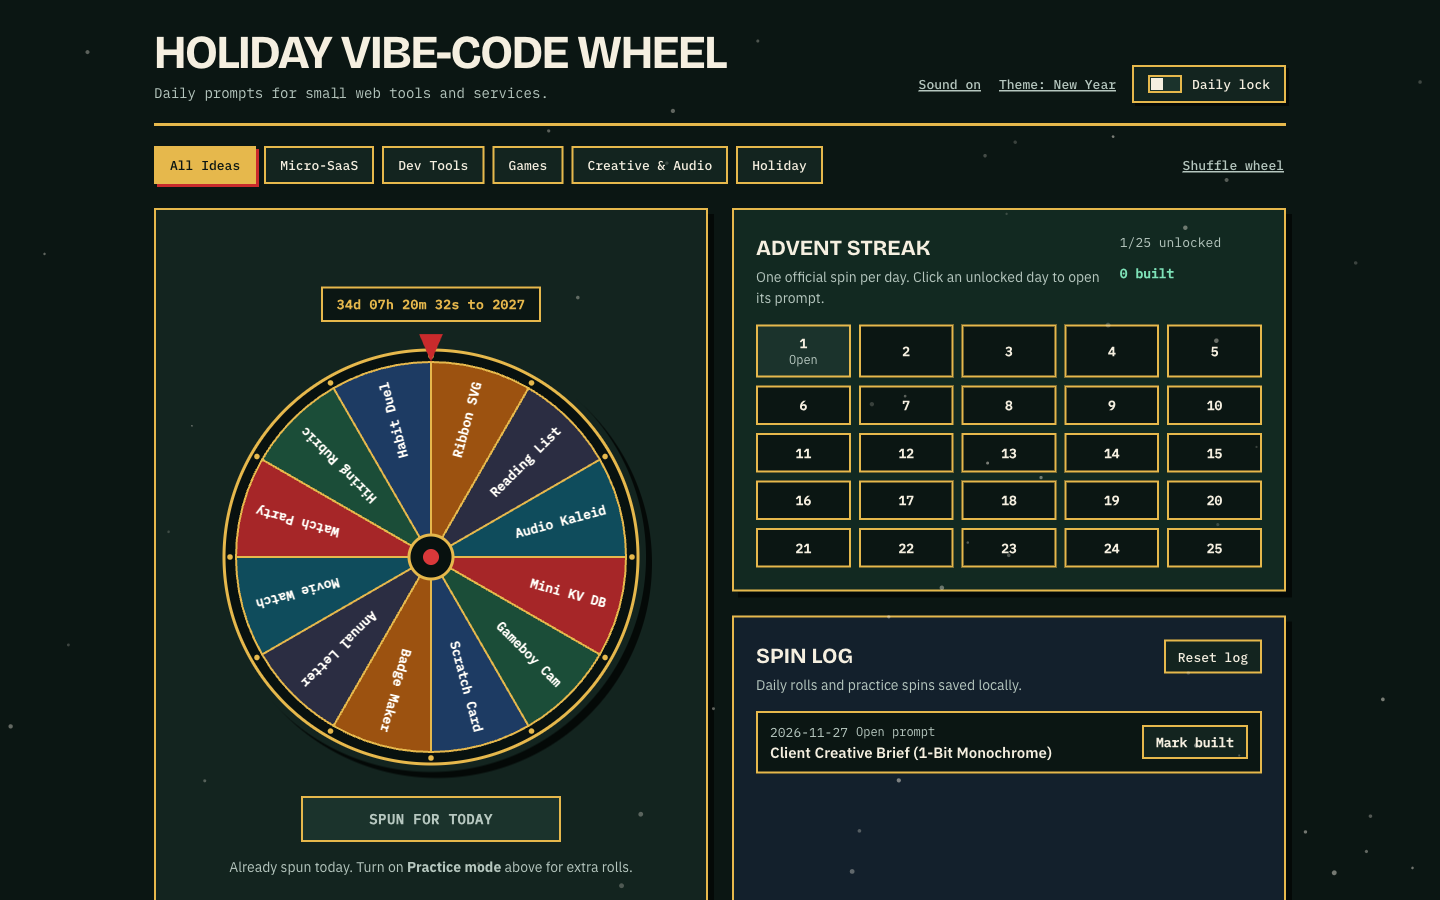 HOLIDAY VIBE-CODE WHEEL
Daily prompts for small web tools and services.
Sound on
Theme: New Year
Daily lock
All Ideas
Micro-SaaS
Dev Tools
Games
Creative & Audio
Holiday
Shuffle wheel
34d 07h 20m 32s to 2027
Ribbon SVG
Reading List
Audio Kaleid
Mini KV DB
Gameboy Cam
Scratch Card
Badge Maker
Annual Letter
Movie Watch
Watch Party
Hiring Rubric
Habit Duel
SPUN FOR TODAY
Already spun today. Turn on Practice mode above for extra rolls.
ADVENT STREAK
One official spin per day. Click an unlocked day to open
its prompt.
1/25 unlocked
0 built
1
Open
2
3
4
5
6
7
8
9
10
11
12
13
14
15
16
17
18
19
20
21
22
23
24
25
SPIN LOG
Daily rolls and practice spins saved locally.
Reset log
2026-11-27 Open prompt
Client Creative Brief (1-Bit Monochrome)
Mark built